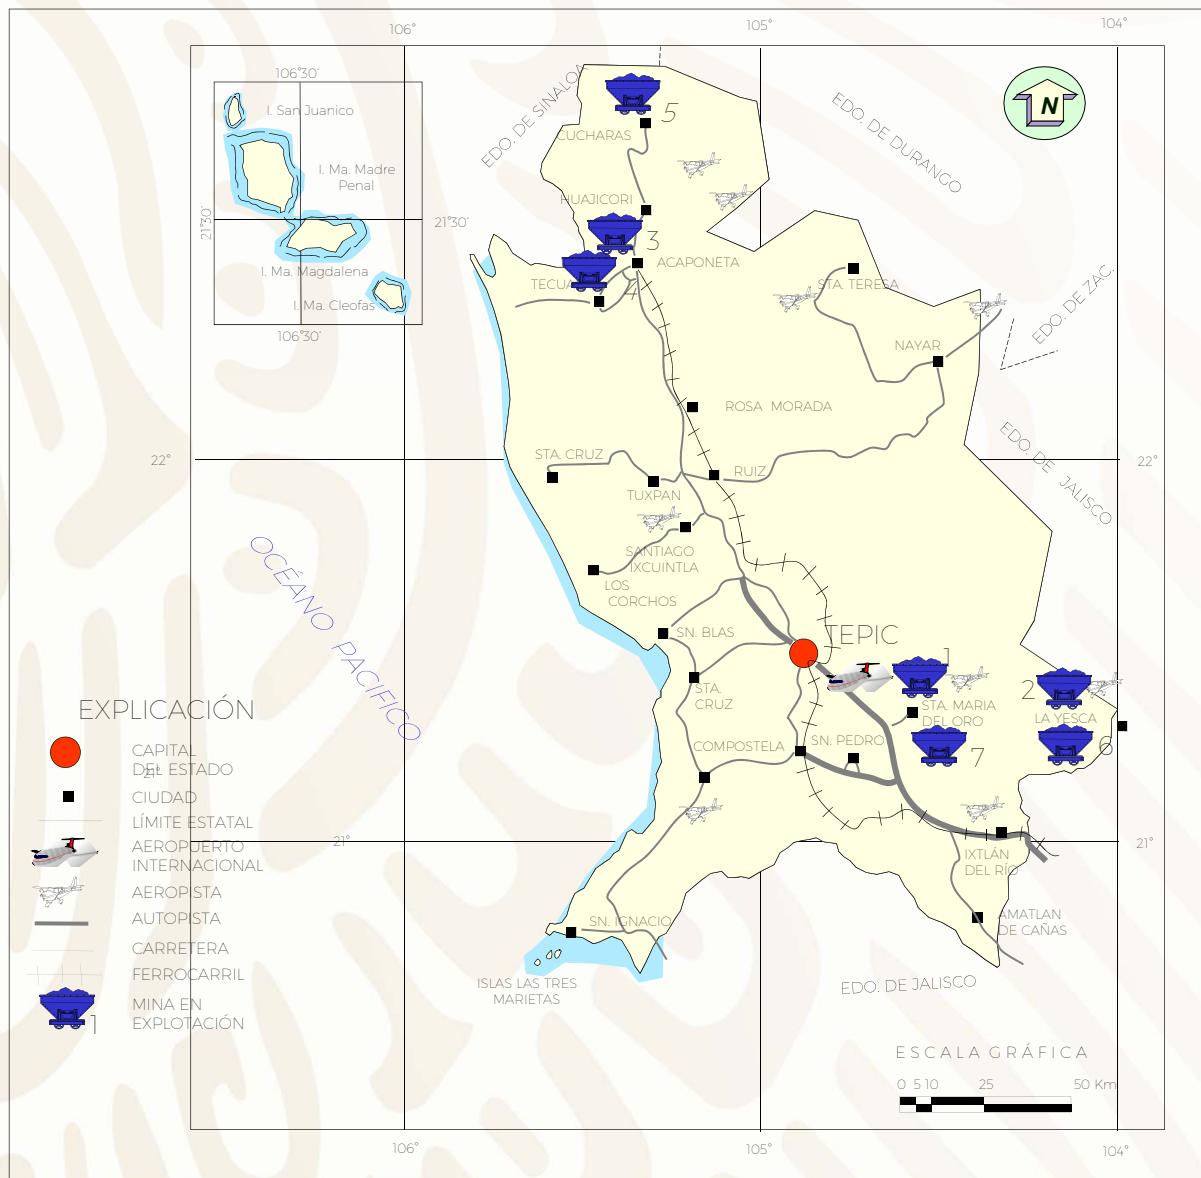 106°
105°
104°
106°30'
I. San Juanico
I. Ma. Madre
Penal
21°30'
21°30'
I. Ma. Magdalena
I. Ma. Cleofas
106°30'
EDO. DE SINALOA
EDO. DE DURANGO
N
5
CUCHARAS
HUAJICORI
3
ACAPONETA
4
STA. TERESA
EDO. DE ZAC.
NAYAR
ROSA MORADA
EDO. DE JALISCO
22°
22°
STA. CRUZ
RUIZ
TUXPAN
SANTIAGO
IXCUINTLA
LOS
CORCHOS
OCÉANO PACIFICO
SN. BLAS
TEPIC
1
2
STA.
CRUZ
STA. MARIA
DEL ORO
LA YESCA
COMPOSTELA
SN. PEDRO
7
6
EXPLICACIÓN
CAPITAL
DEL ESTADO
21°
CIUDAD
LÍMITE ESTATAL
AEROPUERTO
INTERNACIONAL
AEROPISTA
AUTOPISTA
CARRETERA
FERROCARRIL
MINA EN
EXPLOTACIÓN
1
21°
21°
IXTLÁN
DEL RÍO
AMATLAN
DE CAÑAS
SN. IGNACIO
ISLAS LAS TRES
MARIETAS
EDO. DE JALISCO
ESCALA GRÁFICA
0 5 10 25 50 Km
106°
105°
104°